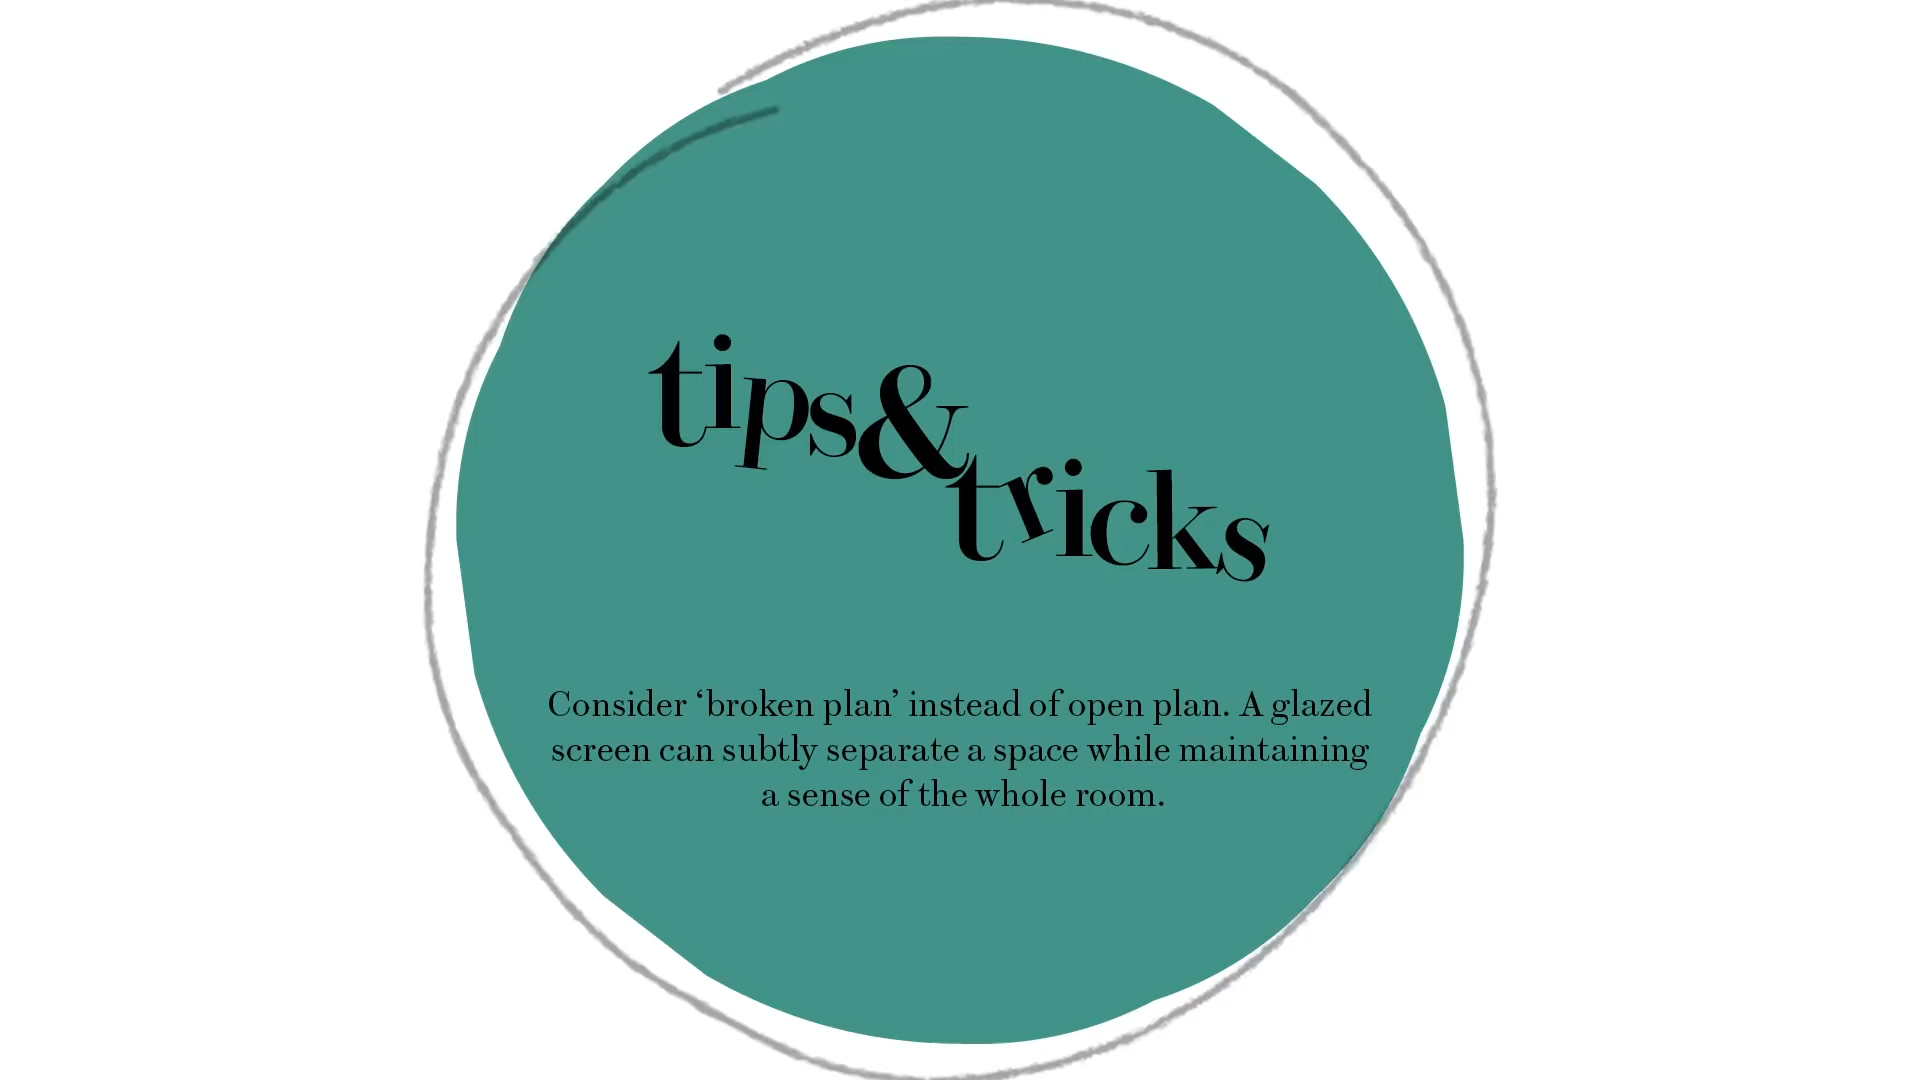 tips&
tricks
Consider ‘broken plan’ instead of open plan. A glazed
screen can subtly separate a space while maintaining
a sense of the whole room.